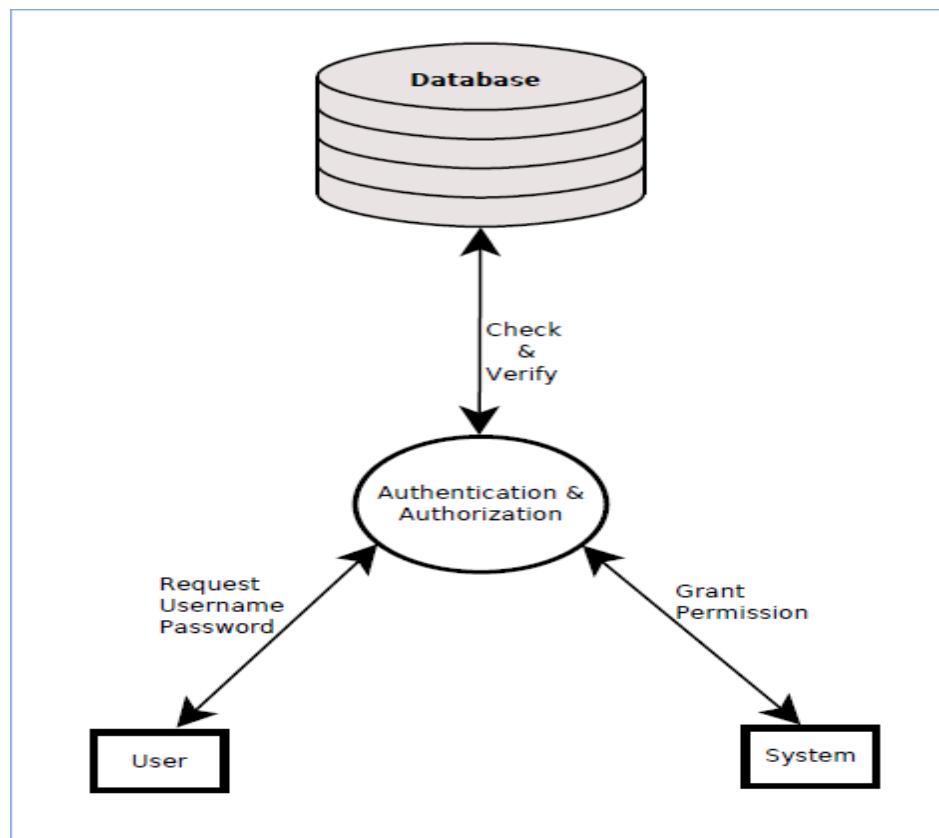 Database
Check
&
Verify
Authentication &
Authorization
Request
Username
Password
Grant
Permission
User
System